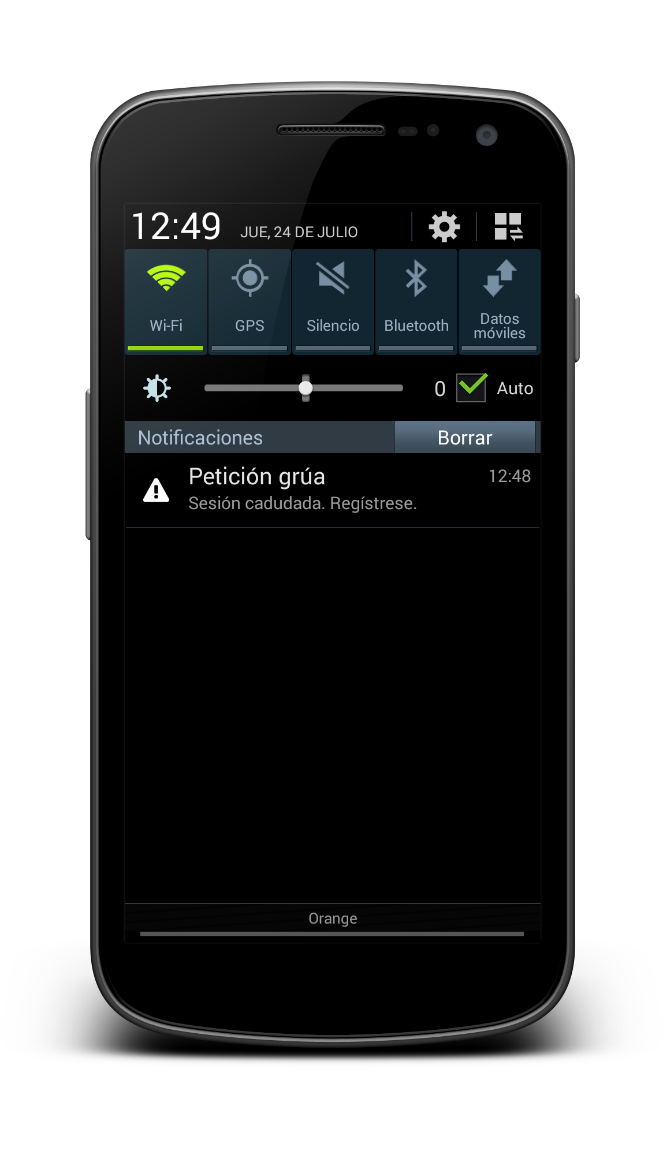 12:49 JUE, 24 DE JULIO
Wi-Fi GPS Silencio Bluetooth Datos
móviles
0 Auto
Notificaciones Borrar
Petición grúa 12:48
Sesión cadudada. Regístrese.
Orange